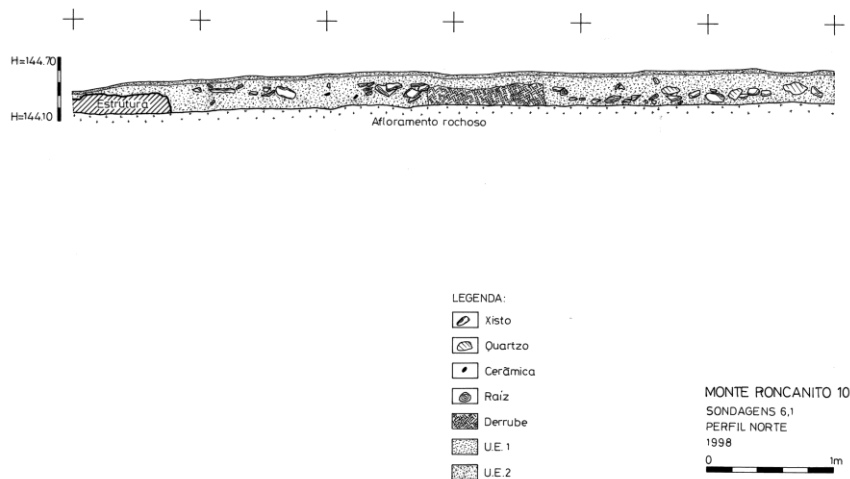 H=144.70
Estrutura
H=144.10
Afloramento rochoso
LEGENDA:
Xisto
Quartzo
Cerâmica
Raiz
Derrube
U.E. 1
U.E.2
MONTE RONCANITO 10
SONDAGENS 6,1
PERFIL NORTE
1998
0 1m